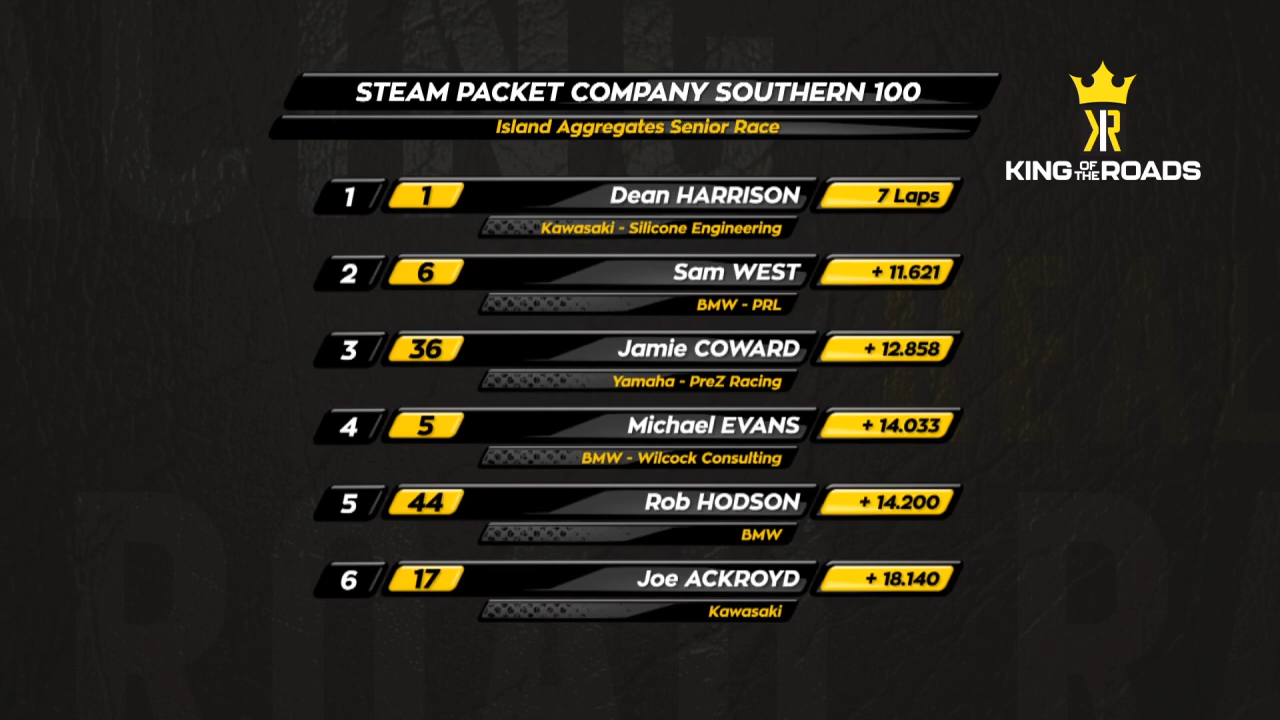 STEAM PACKET COMPANY SOUTHERN 100
Island Aggregates Senior Race
KR
KING OF THE ROADS
1 1 Dean HARRISON 7 Laps
Kawasaki - Silicone Engineering
2 6 Sam WEST + 11.621
BMW - PRL
3 36 Jamie COWARD + 12.858
Yamaha - PreZ Racing
4 5 Michael EVANS + 14.033
BMW - Wilcock Consulting
5 44 Rob HODSON + 14.200
BMW
6 17 Joe ACKROYD + 18.140
Kawasaki